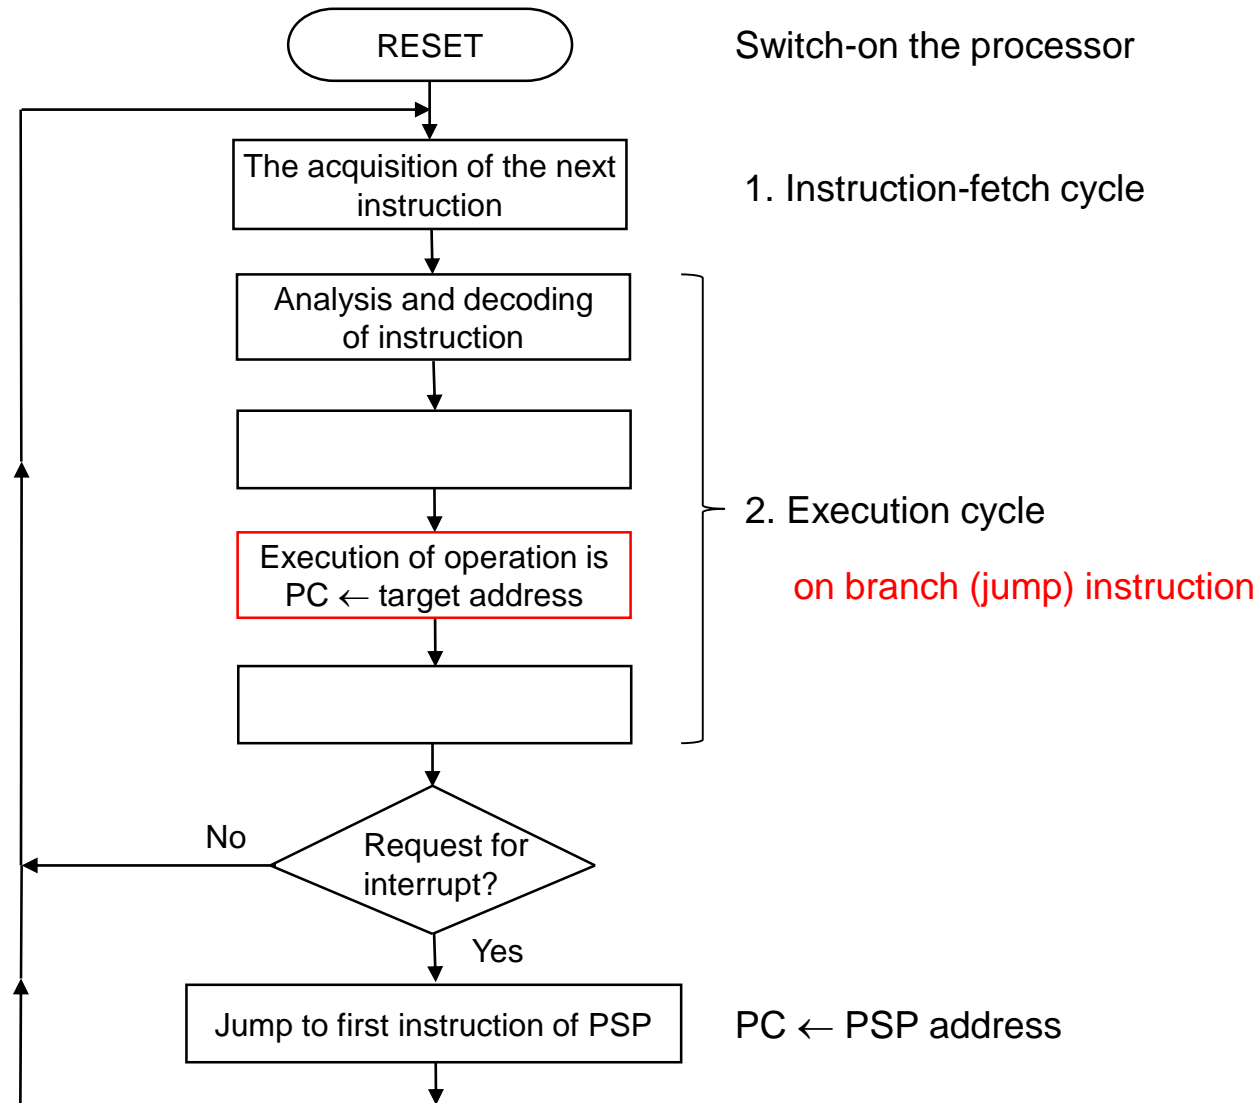 RESET
Switch-on the processor
The acquisition of the next
instruction
1. Instruction-fetch cycle
Analysis and decoding
of instruction
2. Execution cycle
Execution of operation is
PC ← target address
on branch (jump) instruction
No
Request for
interrupt?
Yes
Jump to first instruction of PSP
PC ← PSP address